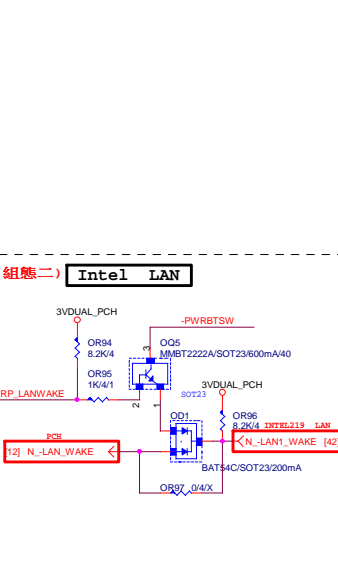 組態二)
Intel LAN
3VDUAL_PCH
-PWRBTSW
OR94
8.2K/4
OQ5
MMBT2222A/SOT23/600mA/40
OR95
1K/4/1
3
2
1
SOT23
3VDUAL_PCH
RP_LANWAKE
OD1
OR96
8.2K/4
INTEL219 LAN
PCH
[12] N_-LAN_WAKE
N_-LAN1_WAKE [42]
BAT54C/SOT23/200mA
OR97 0/4/X